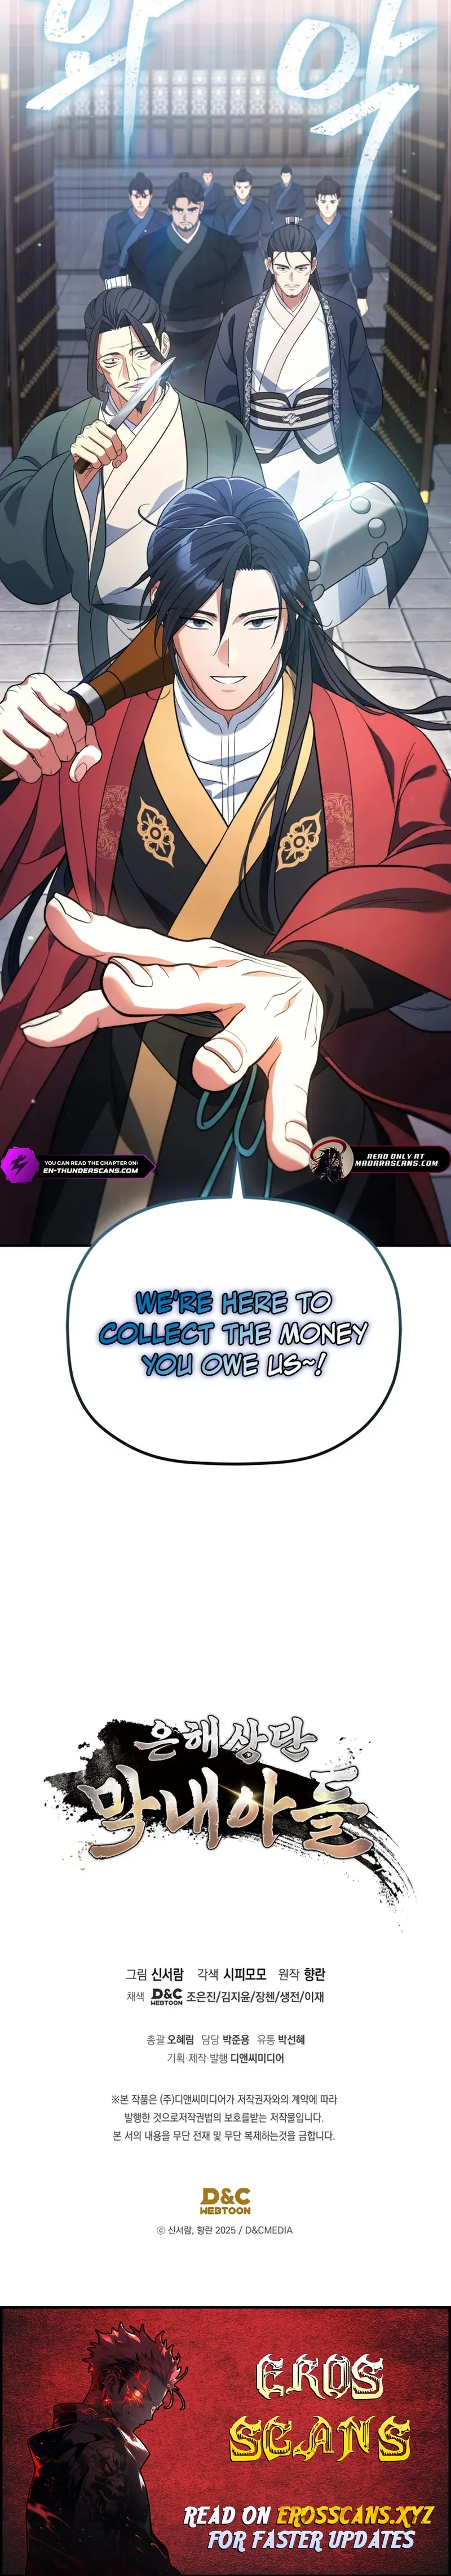 와 악
YOU CAN READ THE CHAPTER ON!
EN-THUNDERSCANS.COM
READ ONLY AT
MADARASCANS.COM
WE'RE HERE TO
COLLECT THE MONEY
YOU OWE US~!
은해상단
막내아들
그림 신서람 각색 시피모모 원작 향란
채색 D&C WEBTOON 조은진/김지윤/장첸/생전/이재
총괄 오혜림 담당 박준용 유통 박선혜
기획·제작·발행 디앤씨미디어
※본 작품은 (주)디앤씨미디어가 저작권자와의 계약에 따라
발행한 것으로저작권법의 보호를받는 저작물입니다.
본 서의 내용을 무단 전재 및 무단 복제하는것을 금합니다.
D&C
WEBTOON
ⓒ 신서람, 향란 2025 / D&CMEDIA
EROS
SCANS
READ ON EROSSCANS.XYZ
FOR FASTER UPDATES